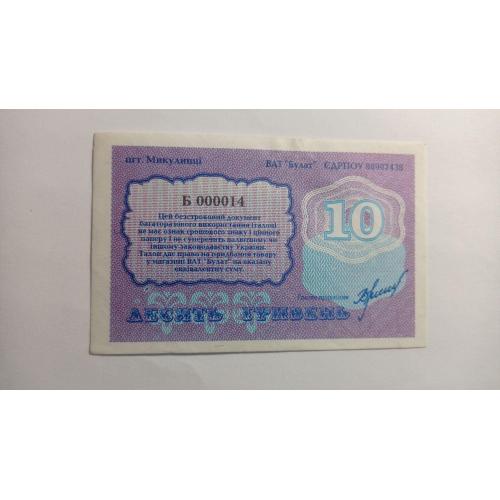 пгт. Микулинці
ВАТ "Булат" ЄДРПОУ 80902438
Б 000014
Цей безстроковий документ
багаторазового використання (талон)
не має ознак грошового знаку і цінного
паперу і не суперечить валютному чи
іншому законодавству України.
Талон дає право на придбання товару
у магазині ВАТ "Булат" на вказану
еквівалентну суму.
10
ДЕСЯТЬ ГРИВЕНЬ